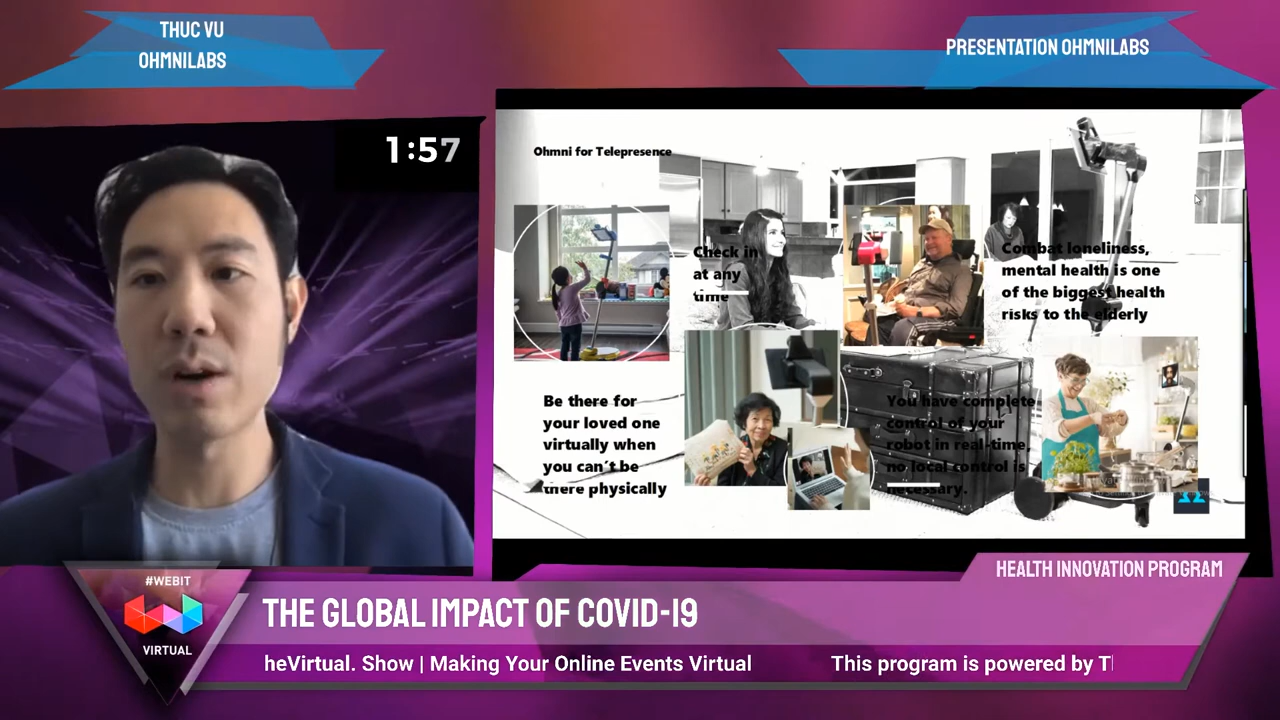 THUC VU
OHMNILABS
PRESENTATION OHMNILABS
1:57
Ohmni for Telepresence
Check in
at any
time
Combat loneliness,
mental health is one
of the biggest health
risks to the elderly
Be there for
your loved one
virtually when
you can't be
there physically
You have complete
control of your
robot in real-time,
no local control is
necessary.
HEALTH INNOVATION PROGRAM
#WEBIT
VIRTUAL
THE GLOBAL IMPACT OF COVID-19
heVirtual. Show | Making Your Online Events Virtual
This program is powered by T